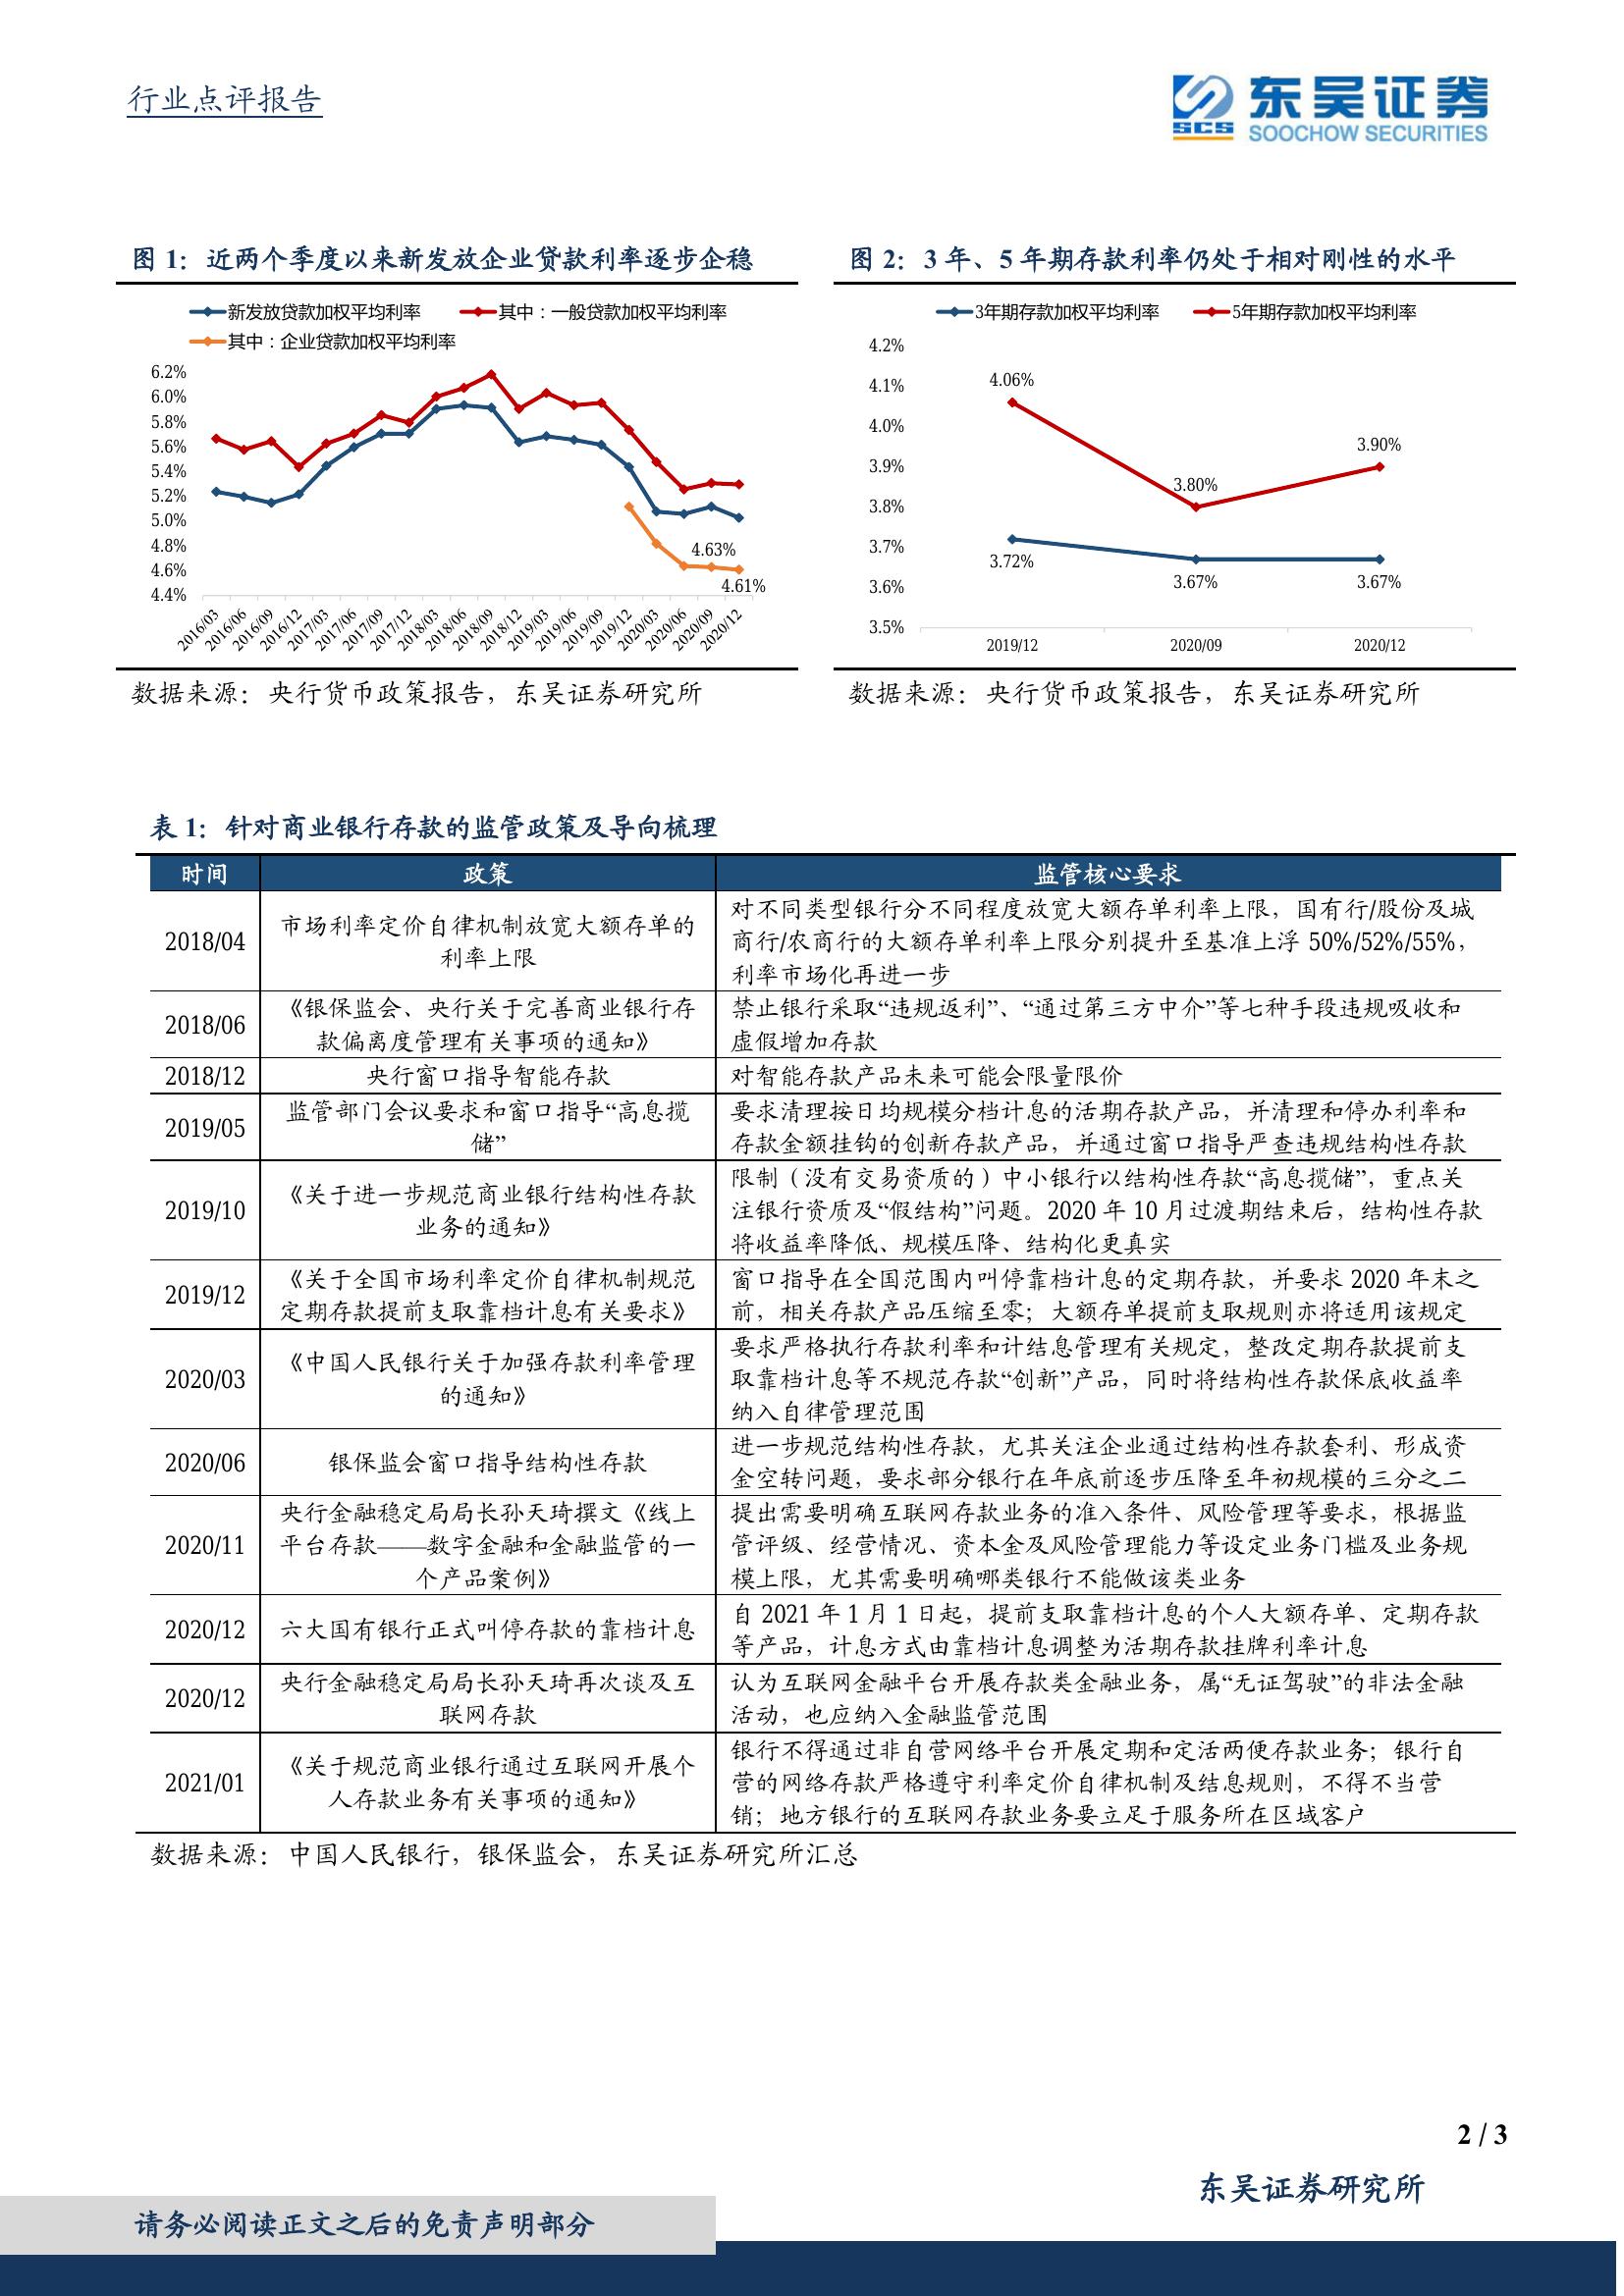 行业点评报告
SCS
东吴证券
SOOCHOW SECURITIES
图 1：近两个季度以来新发放企业贷款利率逐步企稳
新发放贷款加权平均利率
其中：一般贷款加权平均利率
其中：企业贷款加权平均利率
6.2%
6.0%
5.8%
5.6%
5.4%
5.2%
5.0%
4.8%
4.6%
4.4%
4.63%
4.61%
2016/03
2016/06
2016/09
2016/12
2017/03
2017/06
2017/09
2017/12
2018/03
2018/06
2018/09
2018/12
2019/03
2019/06
2019/09
2019/12
2020/03
2020/06
2020/09
2020/12
数据来源：央行货币政策报告，东吴证券研究所
图 2：3 年、5 年期存款利率仍处于相对刚性的水平
3年期存款加权平均利率
5年期存款加权平均利率
4.2%
4.1%
4.0%
3.9%
3.8%
3.7%
3.6%
3.5%
4.06%
3.80%
3.90%
3.72%
3.67%
3.67%
2019/12
2020/09
2020/12
数据来源：央行货币政策报告，东吴证券研究所
表 1：针对商业银行存款的监管政策及导向梳理
时间
政策
监管核心要求
2018/04
市场利率定价自律机制放宽大额存单的
利率上限
对不同类型银行分不同程度放宽大额存单利率上限，国有行/股份及城
商行/农商行的大额存单利率上限分别提升至基准上浮 50%/52%/55%，
利率市场化再进一步
2018/06
《银保监会、央行关于完善商业银行存
款偏离度管理有关事项的通知》
禁止银行采取“违规返利”、“通过第三方中介”等七种手段违规吸收和
虚假增加存款
2018/12
央行窗口指导智能存款
对智能存款产品未来可能会限量限价
2019/05
监管部门会议要求和窗口指导“高息揽
储”
要求清理按日均规模分档计息的活期存款产品，并清理和停办利率和
存款金额挂钩的创新存款产品，并通过窗口指导严查违规结构性存款
2019/10
《关于进一步规范商业银行结构性存款
业务的通知》
限制（没有交易资质的）中小银行以结构性存款“高息揽储”，重点关
注银行资质及“假结构”问题。2020 年 10 月过渡期结束后，结构性存款
将收益率降低、规模压降、结构化更真实
2019/12
《关于全国市场利率定价自律机制规范
定期存款提前支取靠档计息有关要求》
窗口指导在全国范围内叫停靠档计息的定期存款，并要求 2020 年末之
前，相关存款产品压缩至零；大额存单提前支取规则亦将适用该规定
2020/03
《中国人民银行关于加强存款利率管理
的通知》
要求严格执行存款利率和计结息管理有关规定，整改定期存款提前支
取靠档计息等不规范存款“创新”产品，同时将结构性存款保底收益率
纳入自律管理范围
2020/06
银保监会窗口指导结构性存款
进一步规范结构性存款，尤其关注企业通过结构性存款套利、形成资
金空转问题，要求部分银行在年底前逐步压降至年初规模的三分之二
2020/11
央行金融稳定局局长孙天琦撰文《线上
平台存款——数字金融和金融监管的一
个产品案例》
提出需要明确互联网存款业务的准入条件、风险管理等要求，根据监
管评级、经营情况、资本金及风险管理能力等设定业务门槛及业务规
模上限，尤其需要明确哪类银行不能做该类业务
2020/12
六大国有银行正式叫停存款的靠档计息
自 2021 年 1 月 1 日起，提前支取靠档计息的个人大额存单、定期存款
等产品，计息方式由靠档计息调整为活期存款挂牌利率计息
2020/12
央行金融稳定局局长孙天琦再次谈及互
联网存款
认为互联网金融平台开展存款类金融业务，属“无证驾驶”的非法金融
活动，也应纳入金融监管范围
2021/01
《关于规范商业银行通过互联网开展个
人存款业务有关事项的通知》
银行不得通过非自营网络平台开展定期和定活两便存款业务；银行自
营的网络存款严格遵守利率定价自律机制及结息规则，不得不当营
销；地方银行的互联网存款业务要立足于服务所在区域客户
数据来源：中国人民银行，银保监会，东吴证券研究所汇总
2 / 3
东吴证券研究所
请务必阅读正文之后的免责声明部分